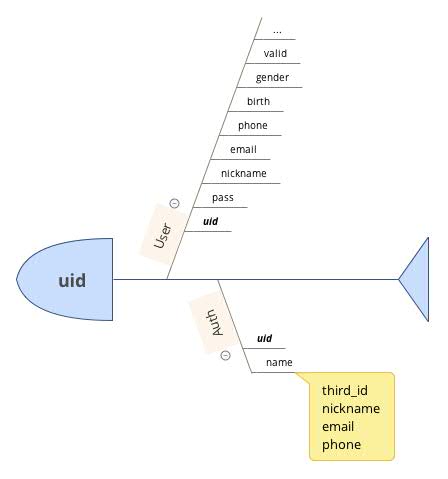 ...
valid
gender
birth
phone
email
nickname
pass
uid
User
uid
Auth
uid
name
third_id
nickname
email
phone